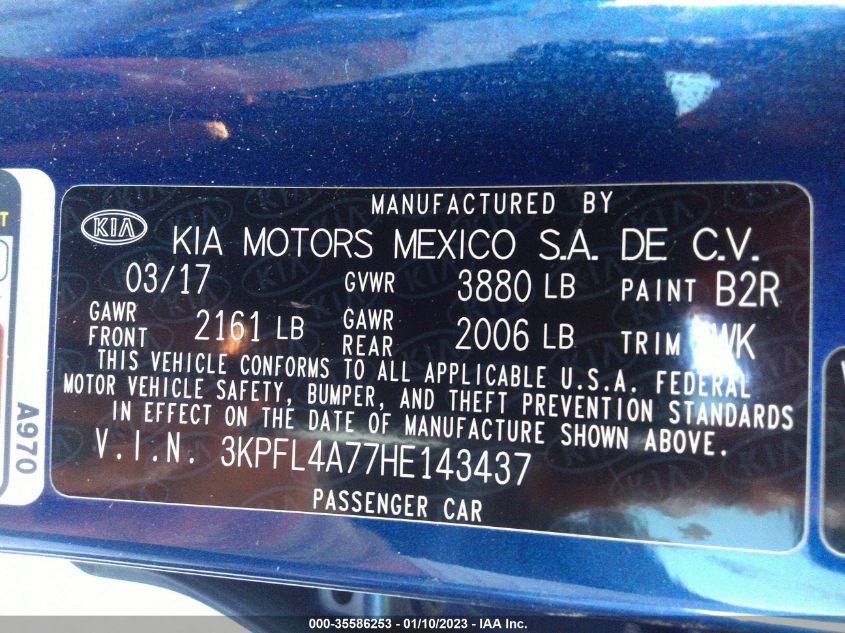 MANUFACTURED BY
KIA
KIA MOTORS MEXICO S.A. DE C.V.
03/17 GVWR 3880 LB PAINT B2R
GAWR FRONT 2161 LB GAWR REAR 2006 LB TRIM WK
THIS VEHICLE CONFORMS TO ALL APPLICABLE U.S.A. FEDERAL
MOTOR VEHICLE SAFETY, BUMPER, AND THEFT PREVENTION STANDARDS
IN EFFECT ON THE DATE OF MANUFACTURE SHOWN ABOVE.
V.I.N. 3KPFL4A77HE143437
PASSENGER CAR
A970
000-35586253 - 01/10/2023 - IAA Inc.